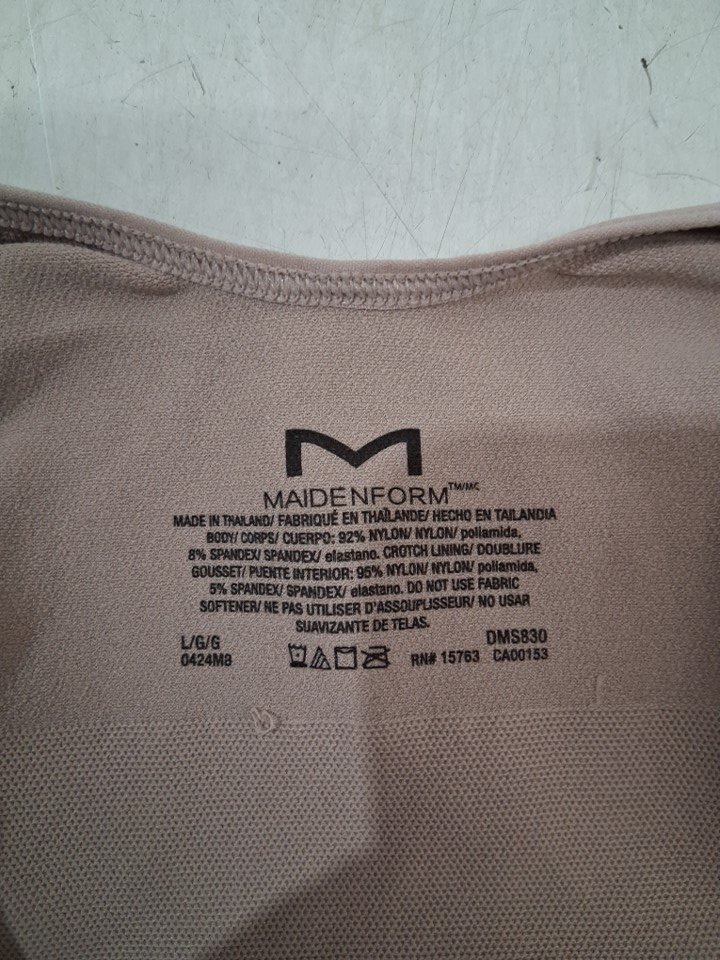 MAIDENFORM™/MC
MADE IN THAILAND/ FABRIQUÉ EN THAÏLANDE/ HECHO EN TAILANDIA
BODY/ CORPS/ CUERPO: 92% NYLON/ NYLON/ poliamida,
8% SPANDEX/ SPANDEX/ elastano. CROTCH LINING/ DOUBLURE
GOUSSET/ PUENTE INTERIOR: 95% NYLON/ NYLON/ poliamida,
5% SPANDEX/ SPANDEX/ elastano. DO NOT USE FABRIC
SOFTENER/ NE PAS UTILISER D'ASSOUPLISSEUR/ NO USAR
SUAVIZANTE DE TELAS.
L/G/G DMS830
0424M8 RN# 15763 CA00153